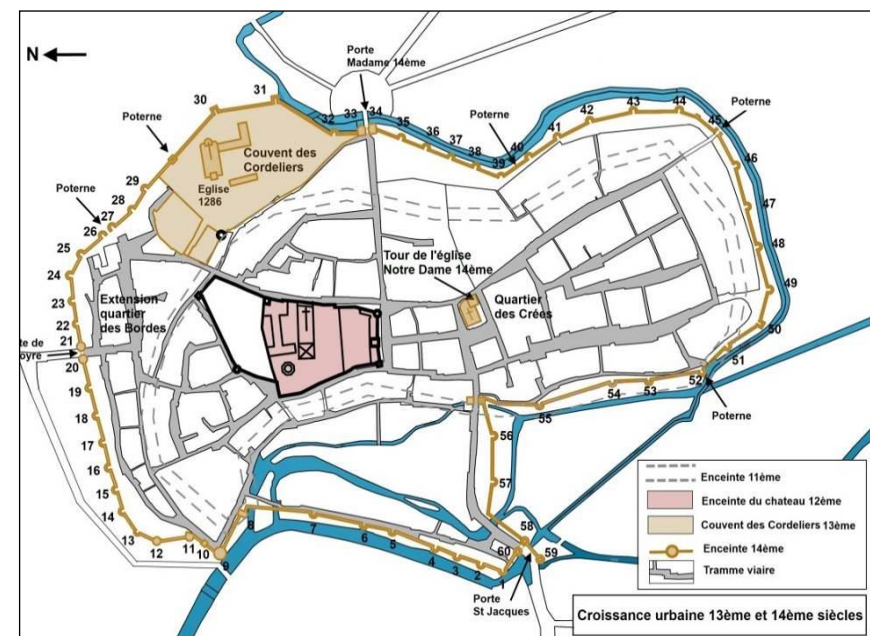 N
Porte
Madame 14ème
30
31
32
33
34
35
36
37
38
39
40
41
42
43
44
45
Poterne
Poterne
Poterne
Poterne
Couvent des
Cordeliers
Eglise
1286
29
28
27
26
25
24
23
22
21
20
19
18
17
16
15
14
13
12
11
10
9
8
7
6
5
4
3
2
1
46
47
48
49
50
51
52
53
54
55
56
57
58
59
60
Tour de l'église
Notre Dame 14ème
Quartier
des Crées
Extension
quartier
des Bordes
te de
oyre
Poterne
Porte
St Jacques
Enceinte 11ème
Enceinte du chateau 12ème
Couvent des Cordeliers 13ème
Enceinte 14ème
Tramme viaire
Croissance urbaine 13ème et 14ème siècles